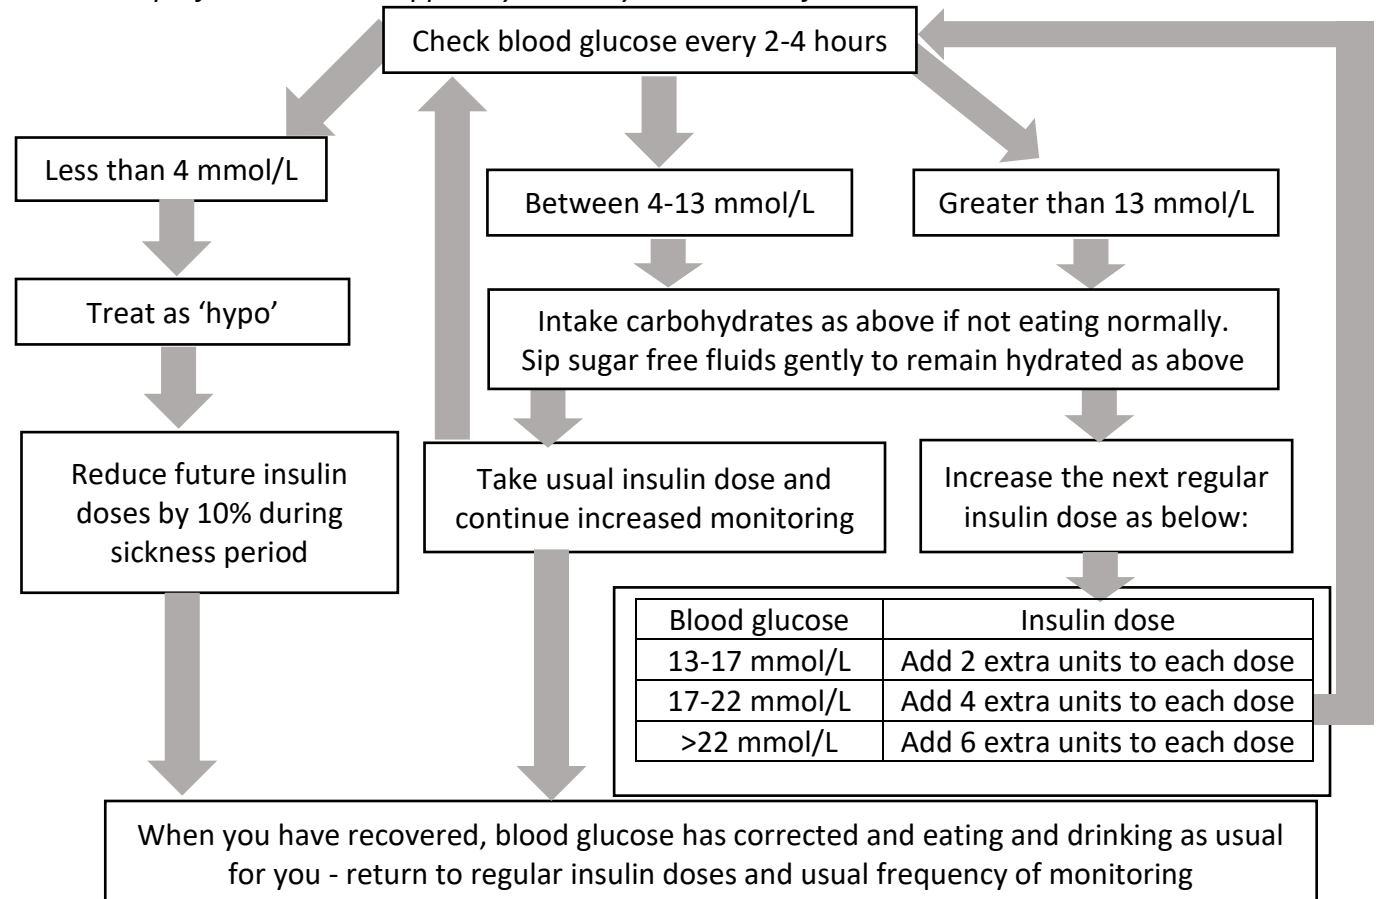 Check blood glucose every 2-4 hours
Less than 4 mmol/L
Between 4-13 mmol/L
Greater than 13 mmol/L
Treat as ‘hypo’
Intake carbohydrates as above if not eating normally.
Sip sugar free fluids gently to remain hydrated as above
Reduce future insulin
doses by 10% during
sickness period
Take usual insulin dose and
continue increased monitoring
Increase the next regular
insulin dose as below:
Blood glucose Insulin dose
13-17 mmol/L Add 2 extra units to each dose
17-22 mmol/L Add 4 extra units to each dose
>22 mmol/L Add 6 extra units to each dose
When you have recovered, blood glucose has corrected and eating and drinking as usual
for you - return to regular insulin doses and usual frequency of monitoring